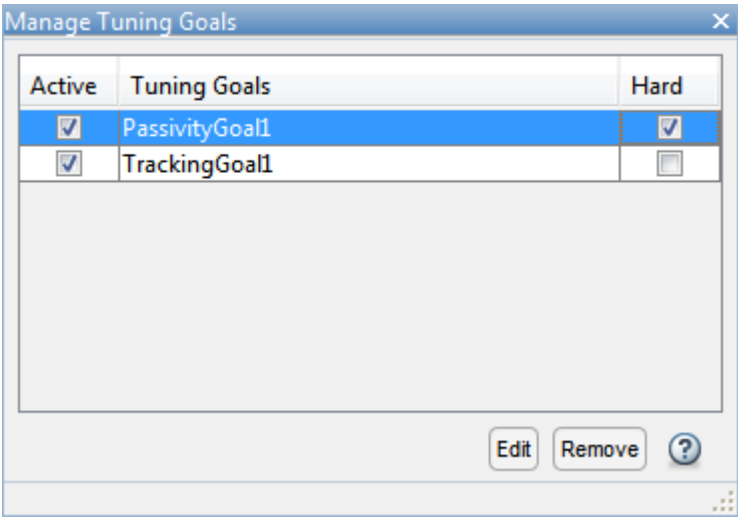 Manage Tuning Goals
Active Tuning Goals Hard
PassivityGoal1
TrackingGoal1
Edit Remove ?